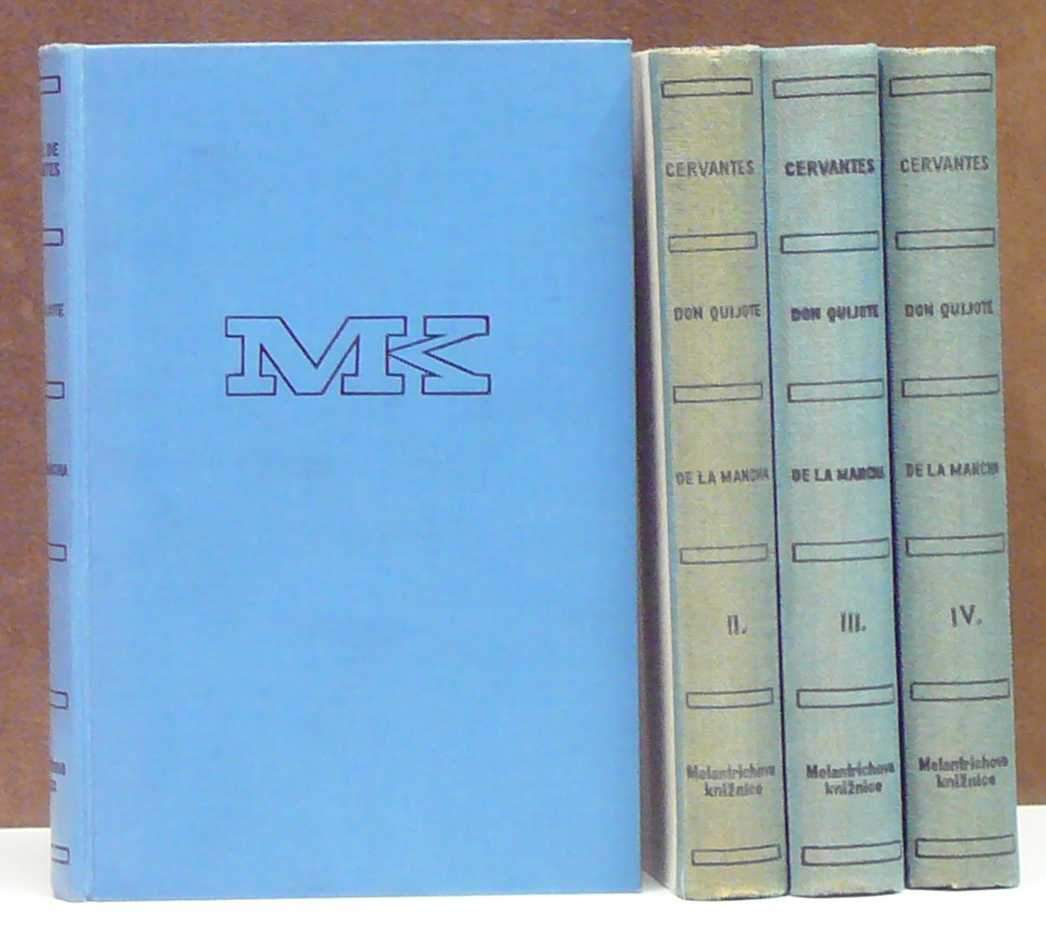 DE
MK
CERVANTES
DON QUIJOTE
DE LA MANCHA
II.
Melantrichova
knižnice
CERVANTES
DON QUIJOTE
DE LA MANCHA
III.
Melantrichova
knižnice
CERVANTES
DON QUIJOTE
DE LA MANCHA
IV.
Melantrichova
knižnice